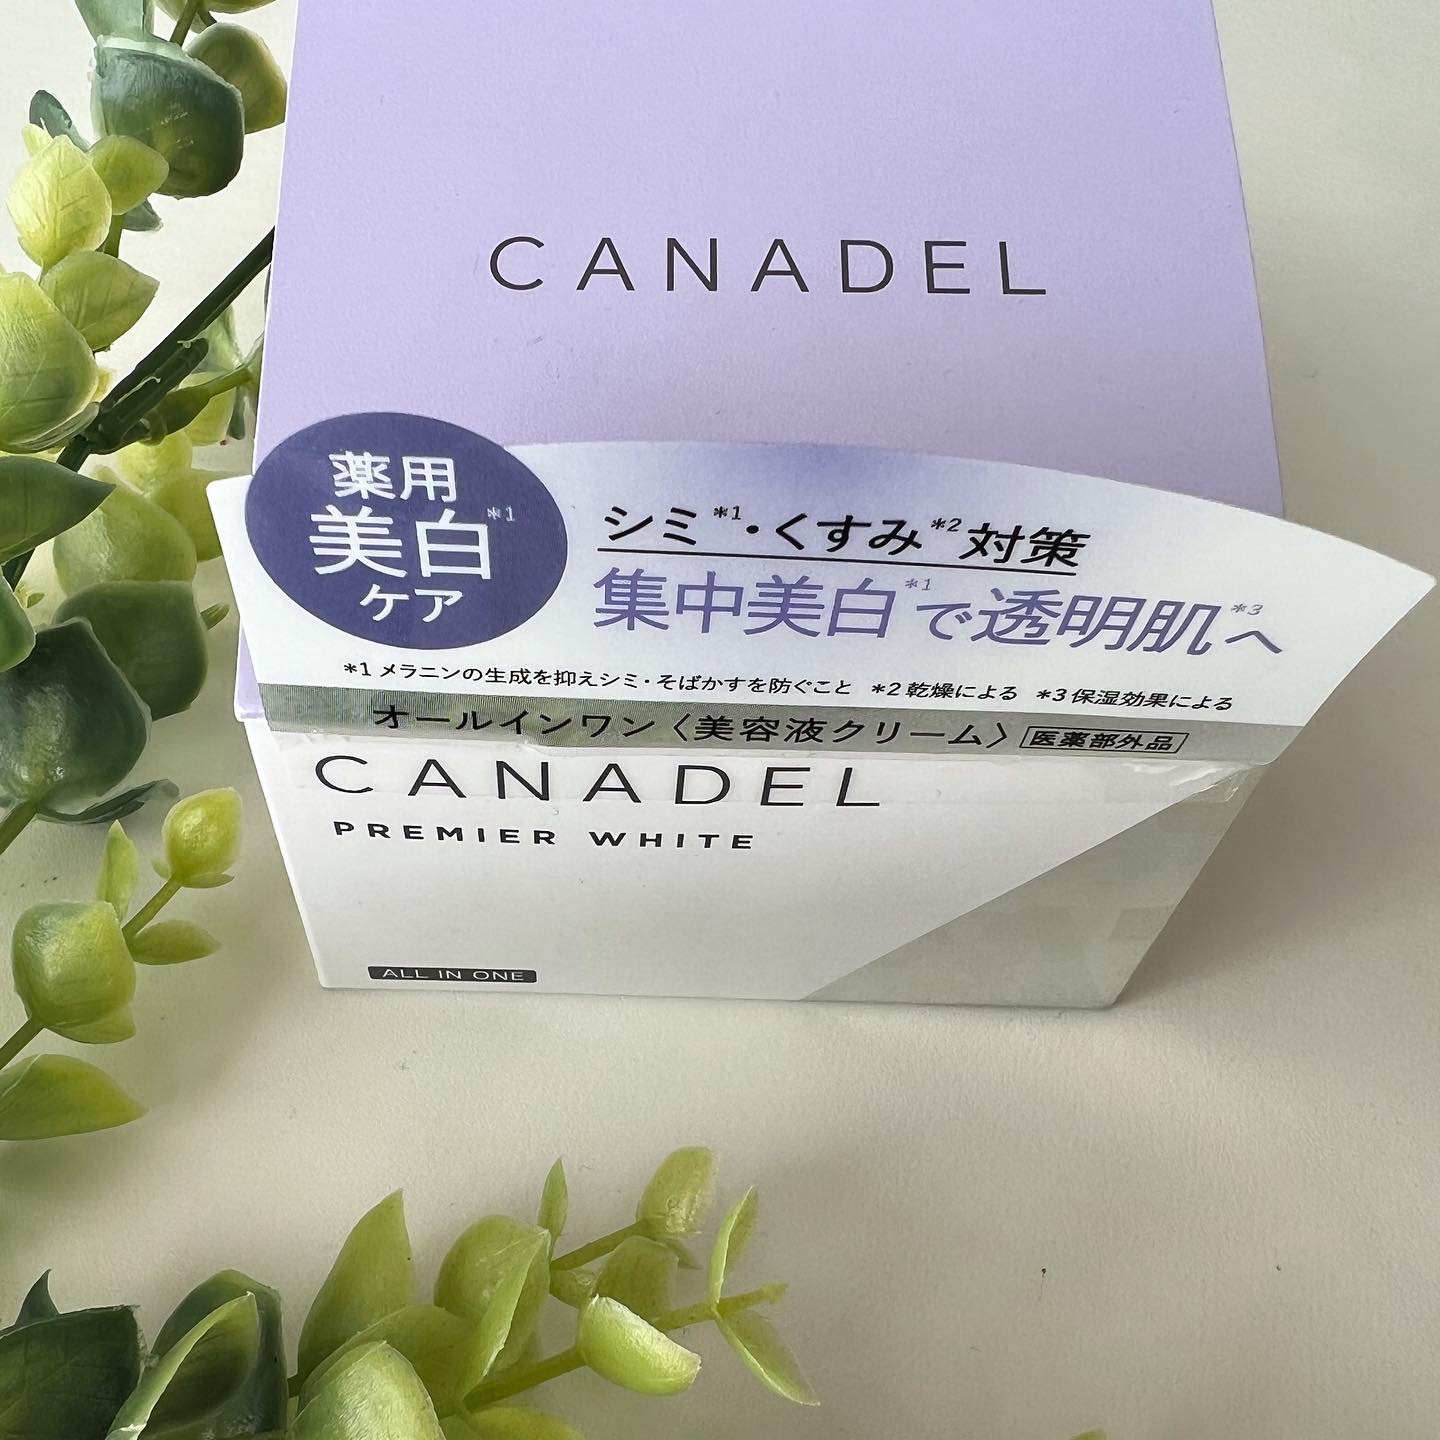 CANADEL
薬用
美白*1
ケア
シミ*1・くすみ*2対策
集中美白*1で透明肌*3へ
*1 メラニンの生成を抑えシミ・そばかすを防ぐこと *2 乾燥による *3 保湿効果による
オールインワン〈美容液クリーム〉 医薬部外品
CANADEL
PREMIER WHITE
ALL IN ONE